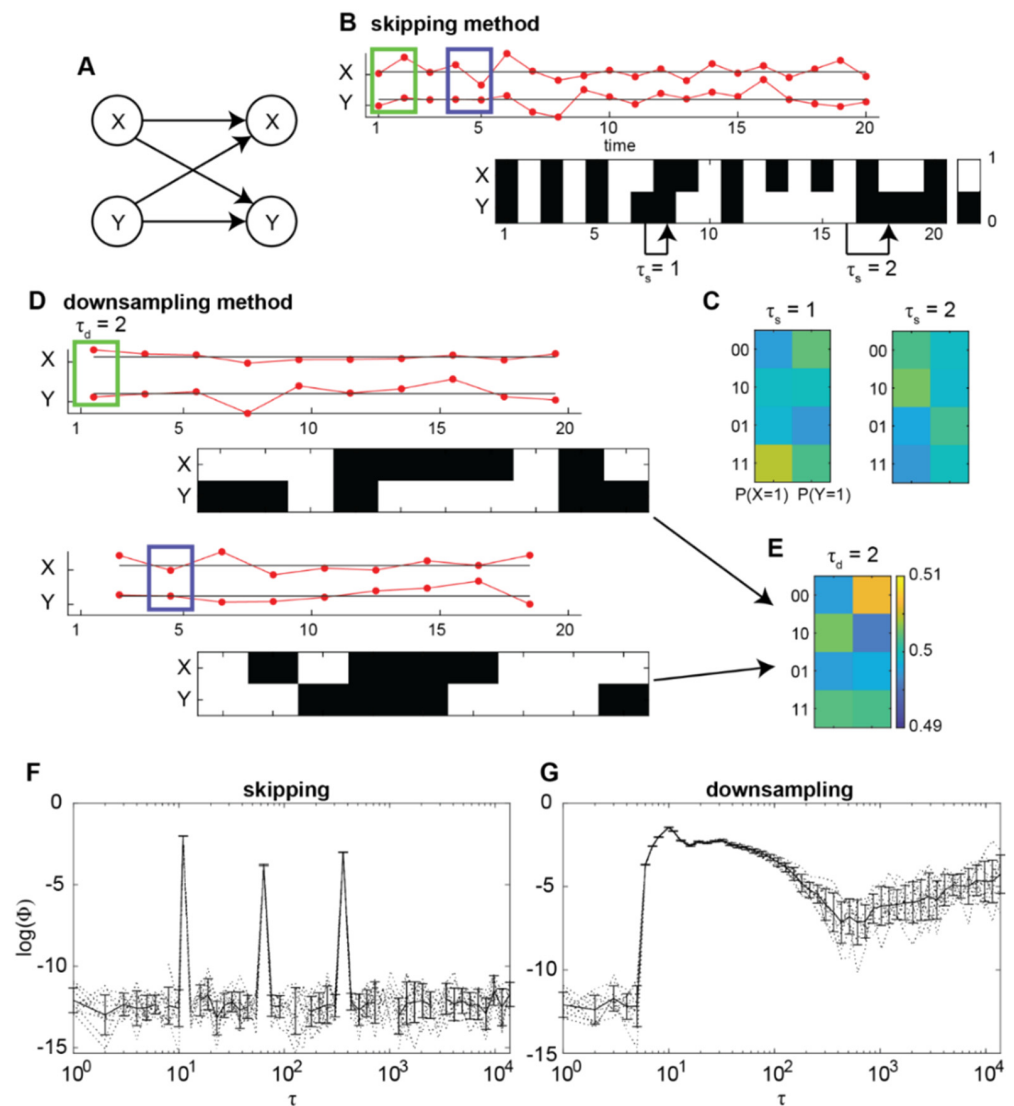 B skipping method
A
X
Y
1 5 10 15 20
time
X X
Y Y
X
Y
1
0
1 5 10 15 20
τs= 1 τs= 2
D downsampling method
τd = 2
X
Y
1 5 10 15 20
C
τs = 1 τs = 2
00 00
10 10
01 01
11 11
P(X=1) P(Y=1)
X
Y
X
Y
1 5 10 15 20
X
Y
E
τd = 2
00
10
01
11
0.51
0.5
0.49
F skipping
log(Φ)
0
-5
-10
-15
10^0 10^1 10^2 10^3 10^4
τ
G downsampling
0
-5
-10
-15
10^0 10^1 10^2 10^3 10^4
τ